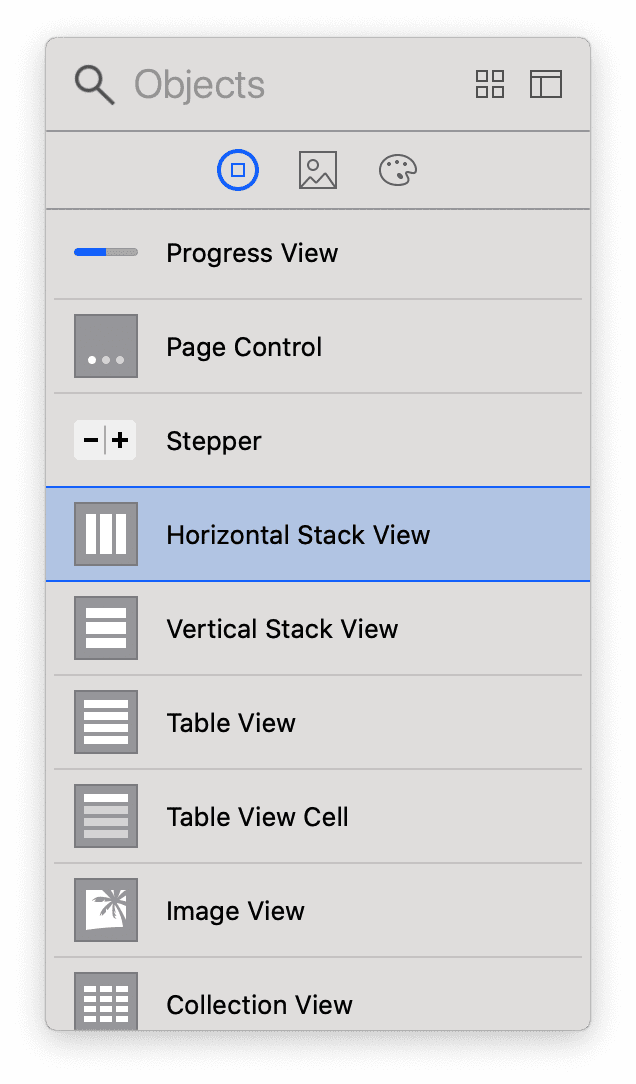 Objects
Progress View
Page Control
Stepper
Horizontal Stack View
Vertical Stack View
Table View
Table View Cell
Image View
Collection View